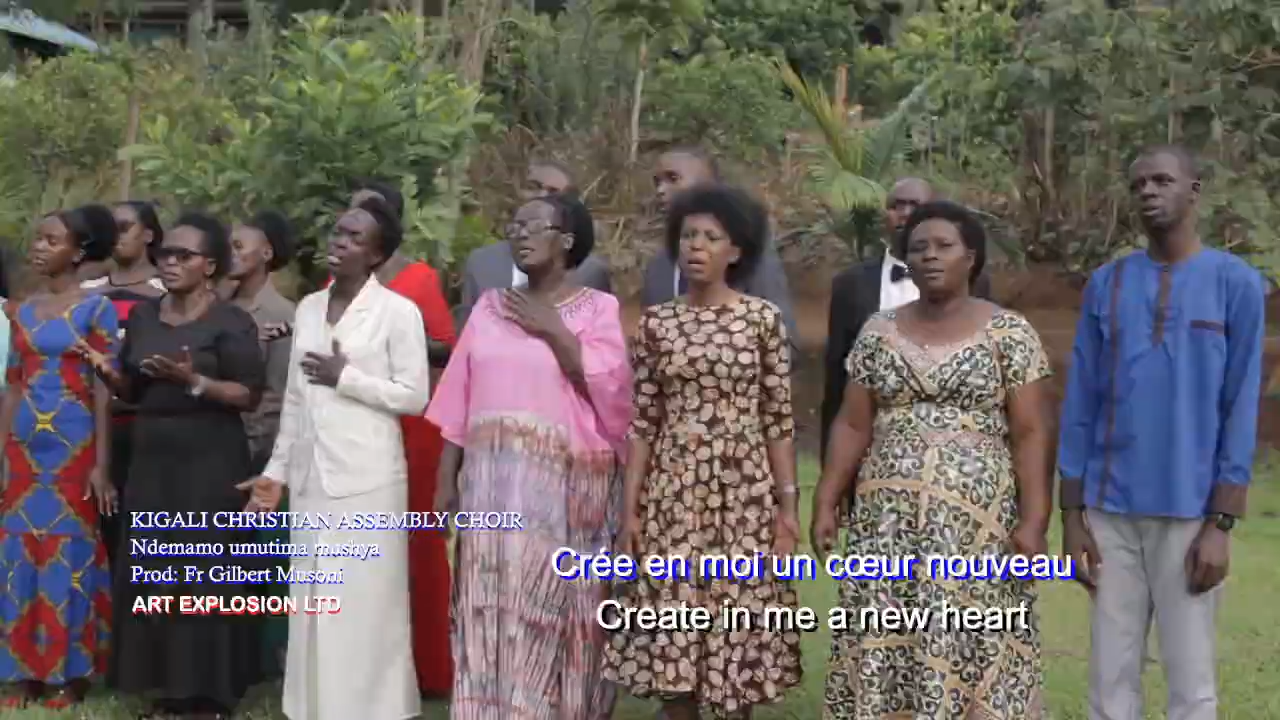 KIGALI CHRISTIAN ASSEMBLY CHOIR
Ndemamo umutima mushya
Prod: Fr Gilbert Musoni
ART EXPLOSION LTD
Crée en moi un cœur nouveau
Create in me a new heart